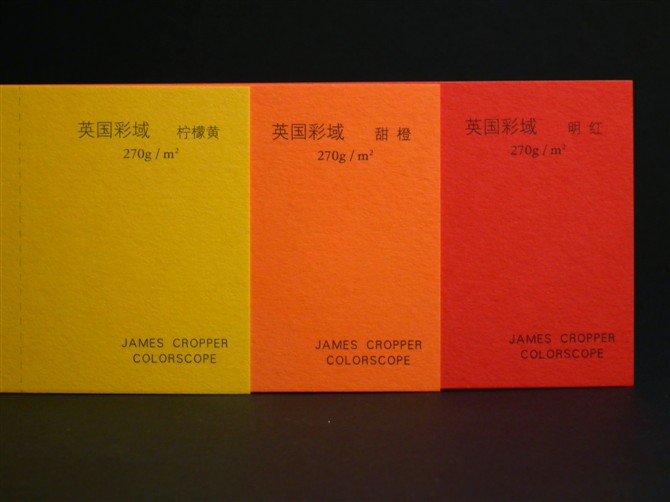 英国彩域 柠檬黄
270g / m²
JAMES CROPPER
COLORSCOPE
英国彩域 甜 橙
270g / m²
JAMES CROPPER
COLORSCOPE
英国彩域 明 红
270g / m²
JAMES CROPPER
COLORSCOPE